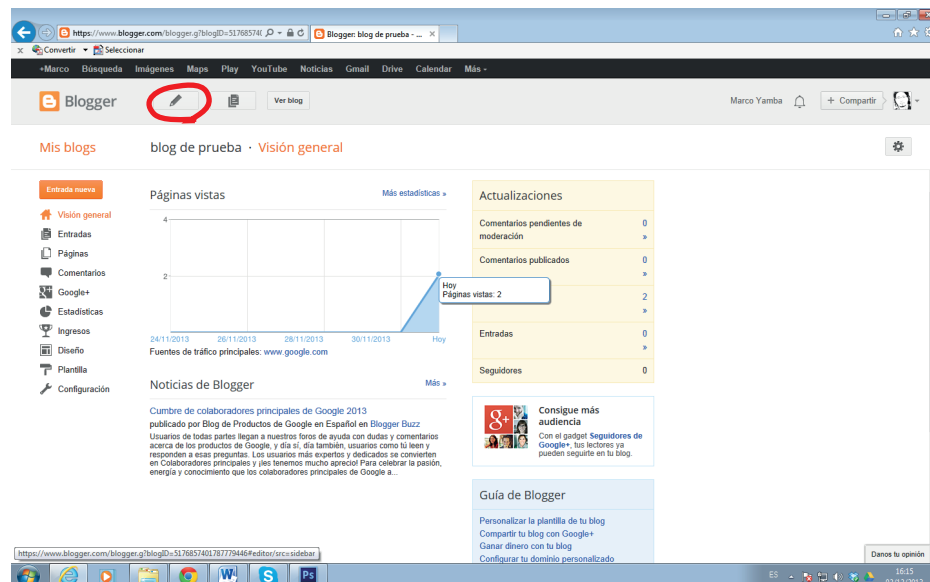 https://www.blogger.com/blogger.g?blogID=51768574
Blogger: blog de prueba - ...
Convertir
Seleccionar
+Marco Búsqueda Imágenes Maps Play YouTube Noticias Gmail Drive Calendar Más
Blogger
Ver blog
Marco Yamba
+ Compartir
Mis blogs
blog de prueba · Visión general
Entrada nueva
Visión general
Entradas
Páginas
Comentarios
Google+
Estadísticas
Ingresos
Diseño
Plantilla
Configuración
Páginas vistas
Más estadísticas »
4
2
24/11/2013 26/11/2013 28/11/2013 30/11/2013 Hoy
Hoy
Páginas vistas: 2
Fuentes de tráfico principales: www.google.com
Noticias de Blogger
Más »
Cumbre de colaboradores principales de Google 2013
publicado por Blog de Productos de Google en Español en Blogger Buzz
Usuarios de todas partes llegan a nuestros foros de ayuda con dudas y comentarios
acerca de los productos de Google, y día sí, día también, usuarios como tú leen y
responden a esas preguntas. Los usuarios más expertos y dedicados se convierten
en Colaboradores principales y ¡les tenemos mucho aprecio! Para celebrar la pasión,
energía y conocimiento que los colaboradores principales de Google a...
Actualizaciones
Comentarios pendientes de 0
moderación »
Comentarios publicados 0
»
2
»
Entradas 0
»
Seguidores 0
g+
Consigue más
audiencia
Con el gadget Seguidores de
Google+, tus lectores ya
pueden seguirte en tu blog.
Guía de Blogger
Personalizar la plantilla de tu blog
Compartir tu blog con Google+
Ganar dinero con tu blog
Configurar tu dominio personalizado
https://www.blogger.com/blogger.g?blogID=5176857401787779446#editor/src=sidebar
Danos tu opinión
W
S
Ps
ES
16:15